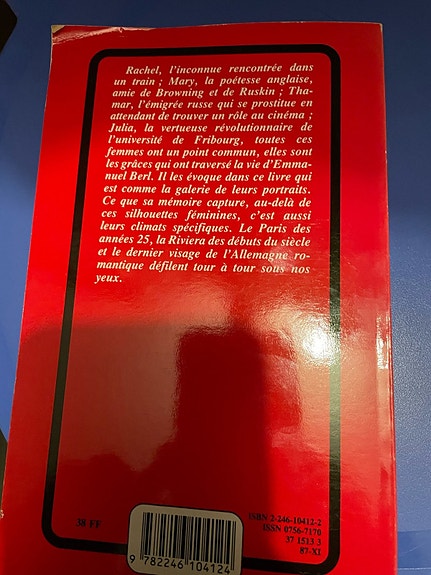 Rachel, l'inconnue rencontrée dans
un train ; Mary, la poétesse anglaise,
amie de Browning et de Ruskin ; Tha-
mar, l'émigrée russe qui se prostitue en
attendant de trouver un rôle au cinéma ;
Julia, la vertueuse révolutionnaire de
l'université de Fribourg, toutes ces
femmes ont un point commun, elles sont
les grâces qui ont traversé la vie d'Emma-
nuel Berl. Il les évoque dans ce livre qui
est comme la galerie de leurs portraits.
Ce que sa mémoire capture, au-delà de
ces silhouettes féminines, c'est aussi
leurs climats spécifiques. Le Paris des
années 25, la Riviera des débuts du siècle
et le dernier visage de l'Allemagne ro-
mantique défilent tour à tour sous nos
yeux.
38 FF
ISBN 2-246-10412-2
ISSN 0756-7170
37 1513 3
87-XI
9 782246 104124